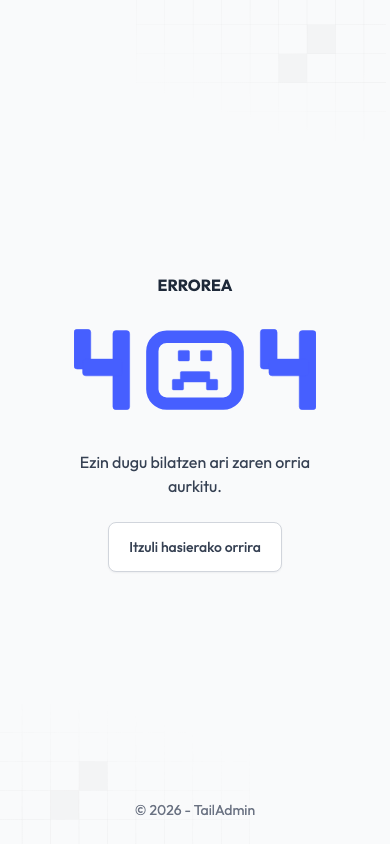 ERROREA
404
Ezin dugu bilatzen ari zaren orria
aurkitu.
Itzuli hasierako orrira
© 2026 - TailAdmin